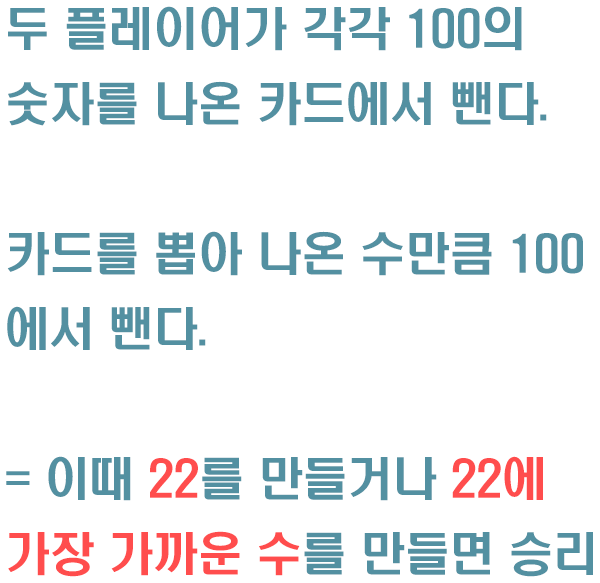 두 플레이어가 각각 100의
숫자를 나온 카드에서 뺀다.
카드를 뽑아 나온 수만큼 100
에서 뺀다.
= 이때 22를 만들거나 22에
가장 가까운 수를 만들면 승리